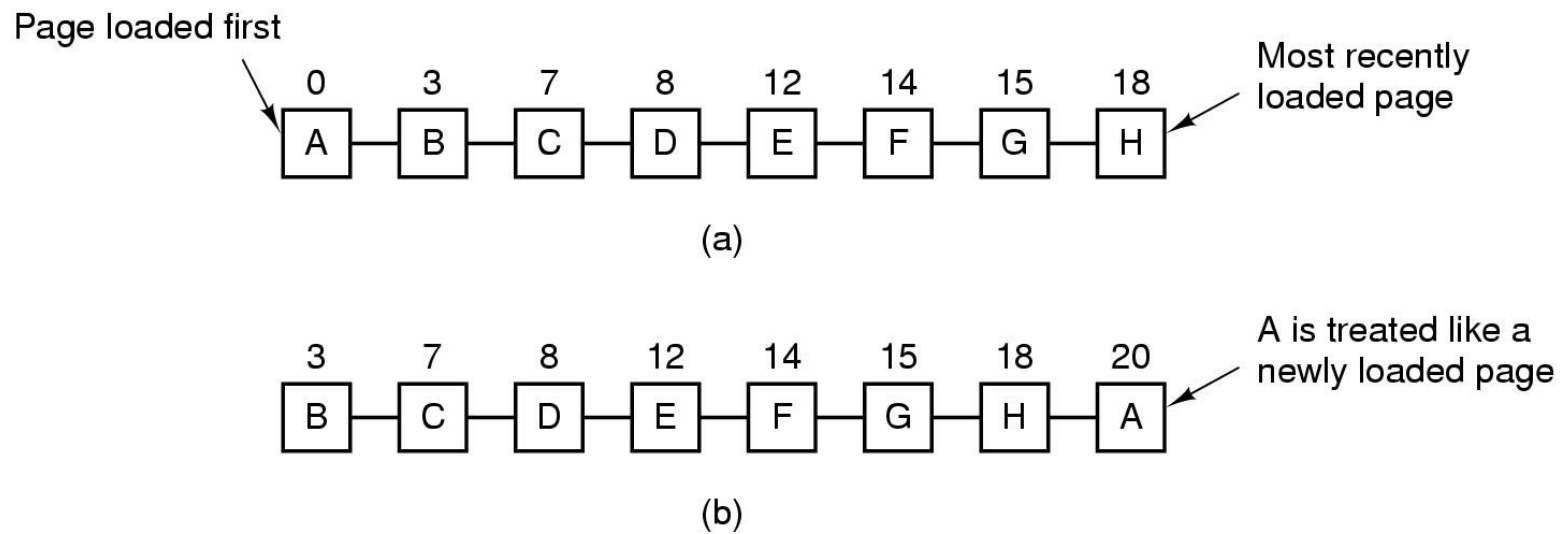 Page loaded first
Most recently
loaded page
0 3 7 8 12 14 15 18
A B C D E F G H
(a)
A is treated like a
newly loaded page
3 7 8 12 14 15 18 20
B C D E F G H A
(b)